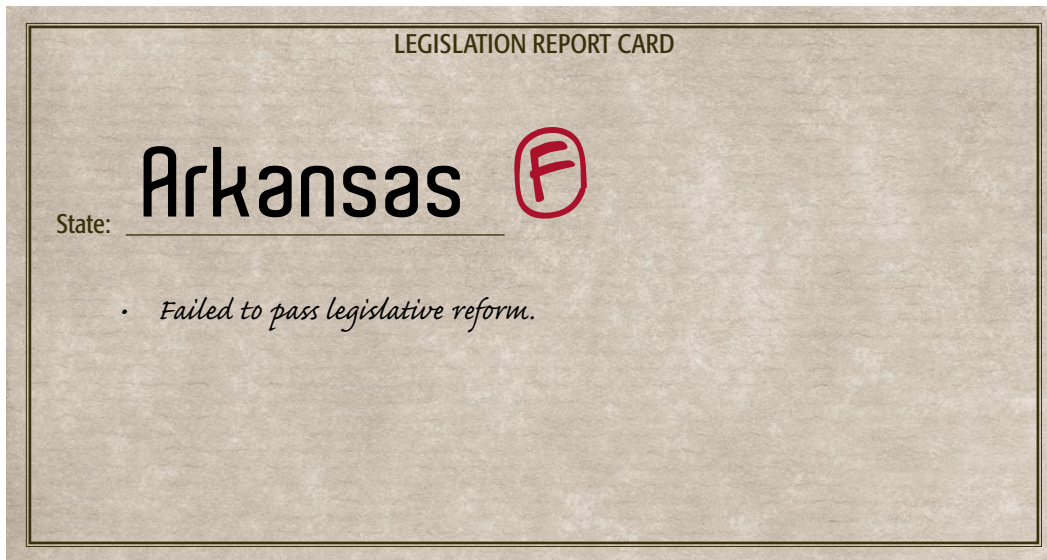 LEGISLATION REPORT CARD
State: Arkansas F
· Failed to pass legislative reform.